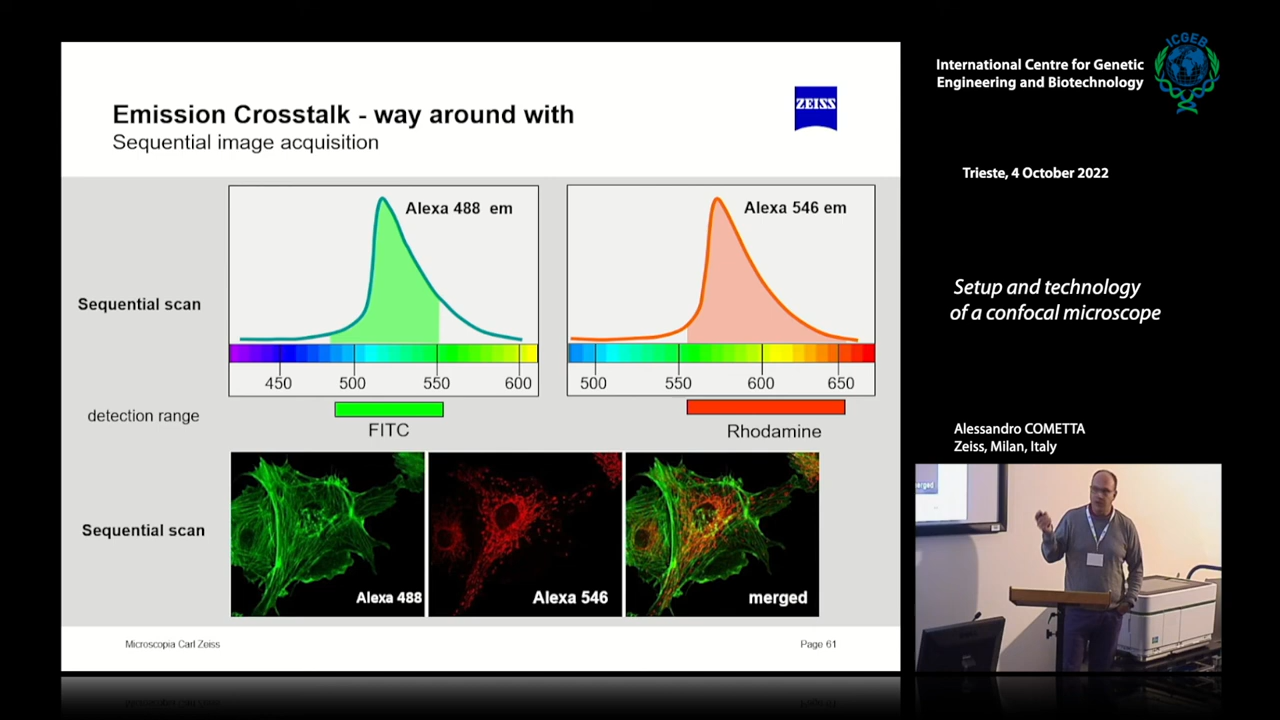 Emission Crosstalk - way around with
Sequential image acquisition
ZEISS
Sequential scan
Alexa 488 em
450 500 550 600
Alexa 546 em
500 550 600 650
detection range
FITC
Rhodamine
Sequential scan
Alexa 488
Alexa 546
merged
Microscopia Carl Zeiss
Page 61
International Centre for Genetic
Engineering and Biotechnology
ICGEB
Trieste, 4 October 2022
Setup and technology
of a confocal microscope
Alessandro COMETTA
Zeiss, Milan, Italy
merged